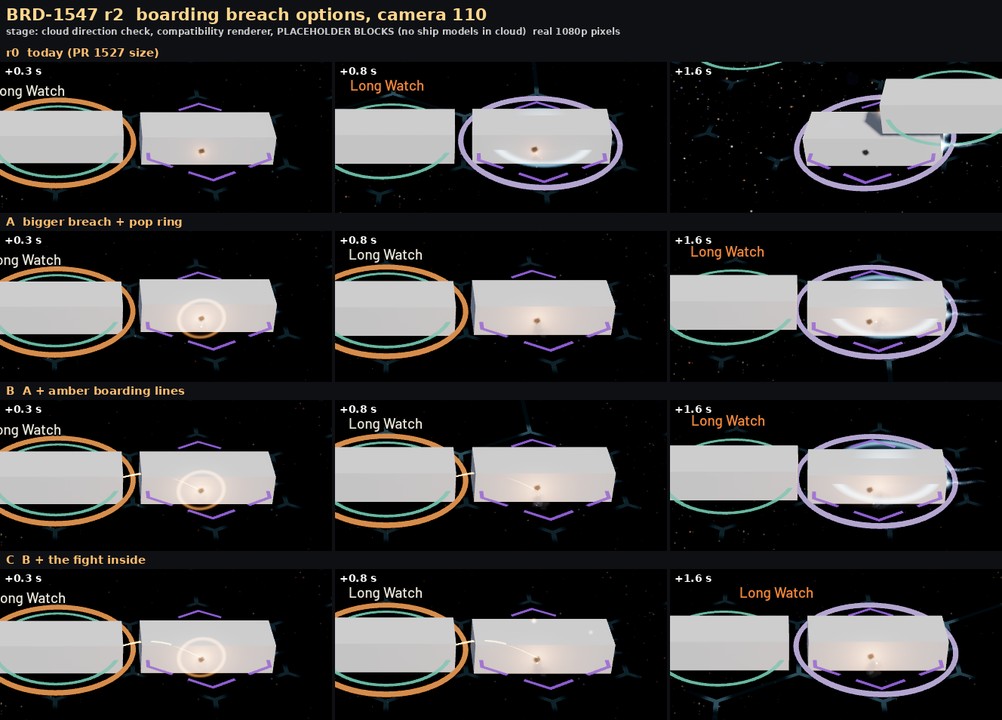 BRD-1547 r2 boarding breach options, camera 110
stage: cloud direction check, compatibility renderer, PLACEHOLDER BLOCKS (no ship models in cloud) real 1080p pixels
r0 today (PR 1527 size)
+0.3 s
+0.8 s
+1.6 s
ong Watch
Long Watch
A bigger breach + pop ring
+0.3 s
+0.8 s
+1.6 s
ong Watch
Long Watch
Long Watch
B A + amber boarding lines
+0.3 s
+0.8 s
+1.6 s
ong Watch
Long Watch
Long Watch
C B + the fight inside
+0.3 s
+0.8 s
+1.6 s
Long Watch
Long Watch
Long Watch